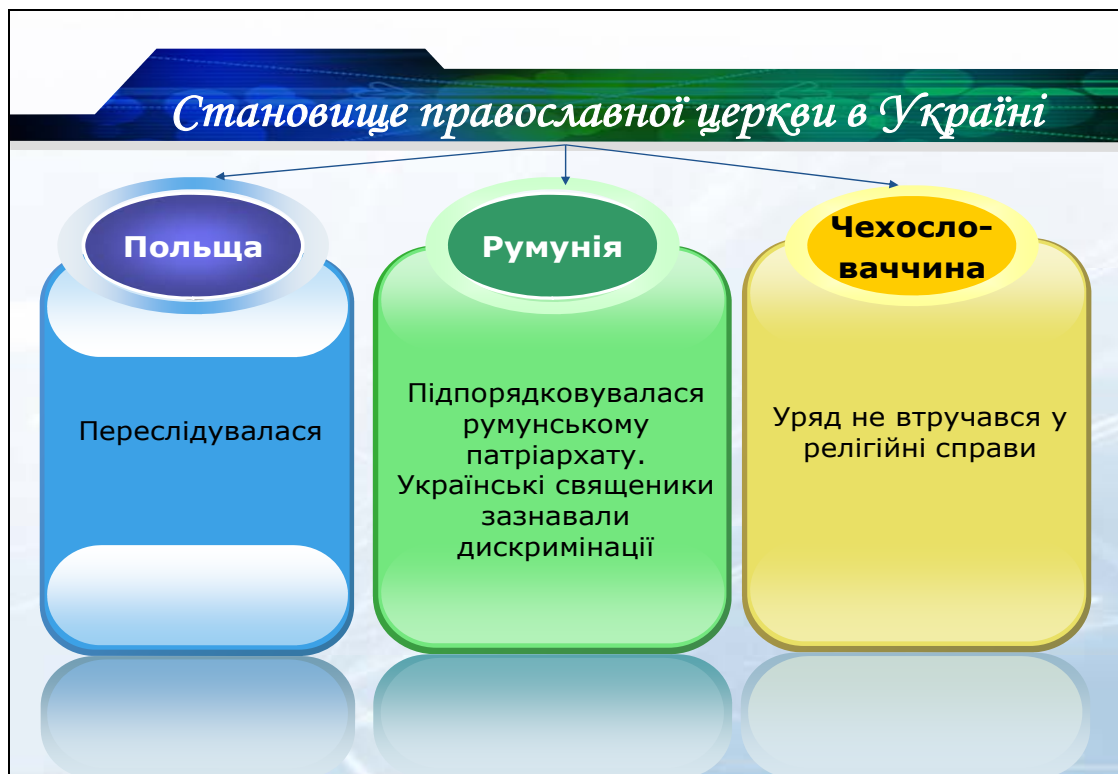 Становище православної церкви в Україні
Польща
Переслідувалася
Румунія
Підпорядковувалася
румунському
патріархату.
Українські священики
зазнавали
дискримінації
Чехосло-
ваччина
Уряд не втручався у
релігійні справи